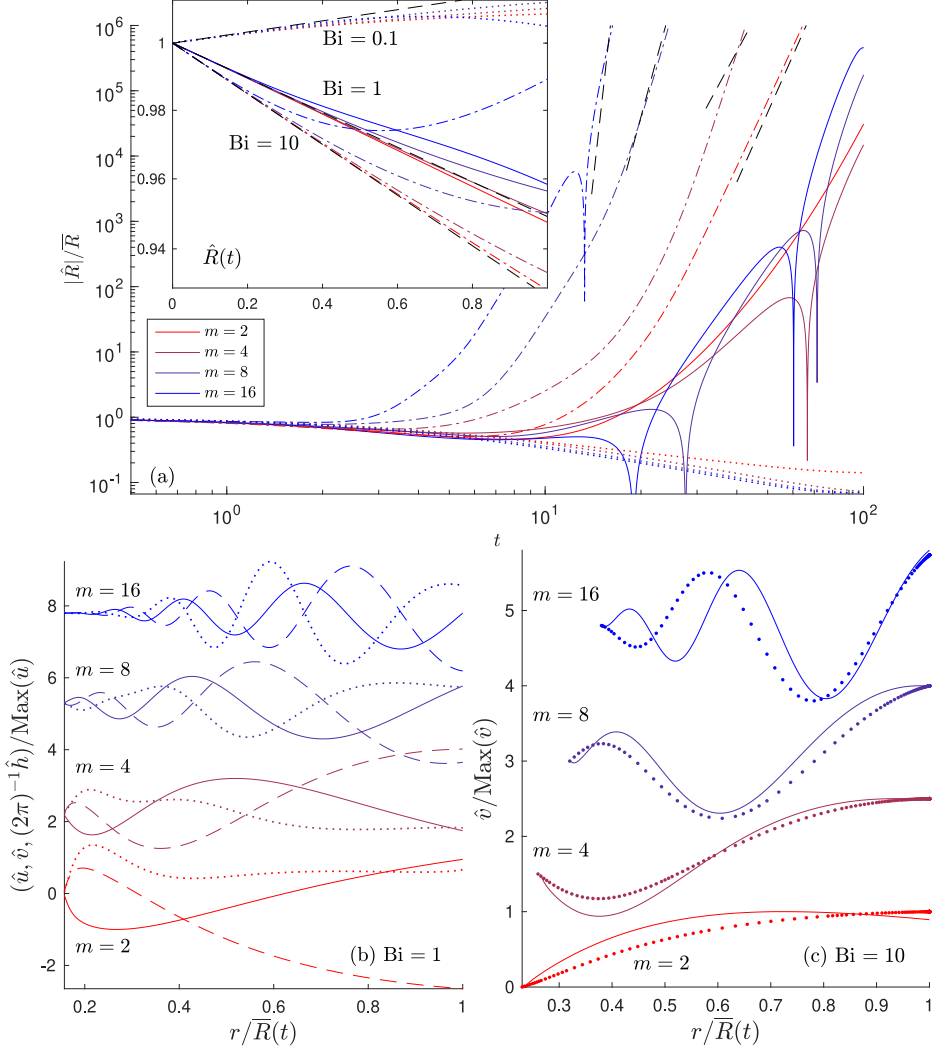 10^6
10^5
10^4
10^3
10^2
10^1
10^0
10^-1
|R̂|/R̅
1
0.98
0.96
0.94
0
0.2
0.4
0.6
0.8
Bi = 0.1
Bi = 1
Bi = 10
R̂(t)
m = 2
m = 4
m = 8
m = 16
(a)
10^0
10^1
10^2
t
(û, v̂, (2π)^-1 ĥ)/Max(û)
8
6
4
2
0
-2
m = 16
m = 8
m = 4
m = 2
(b) Bi = 1
0.2
0.4
0.6
0.8
1
r/R̅(t)
v̂/Max(v̂)
5
4
3
2
1
0
m = 16
m = 8
m = 4
m = 2
(c) Bi = 10
0.3
0.4
0.5
0.6
0.7
0.8
0.9
1
r/R̅(t)